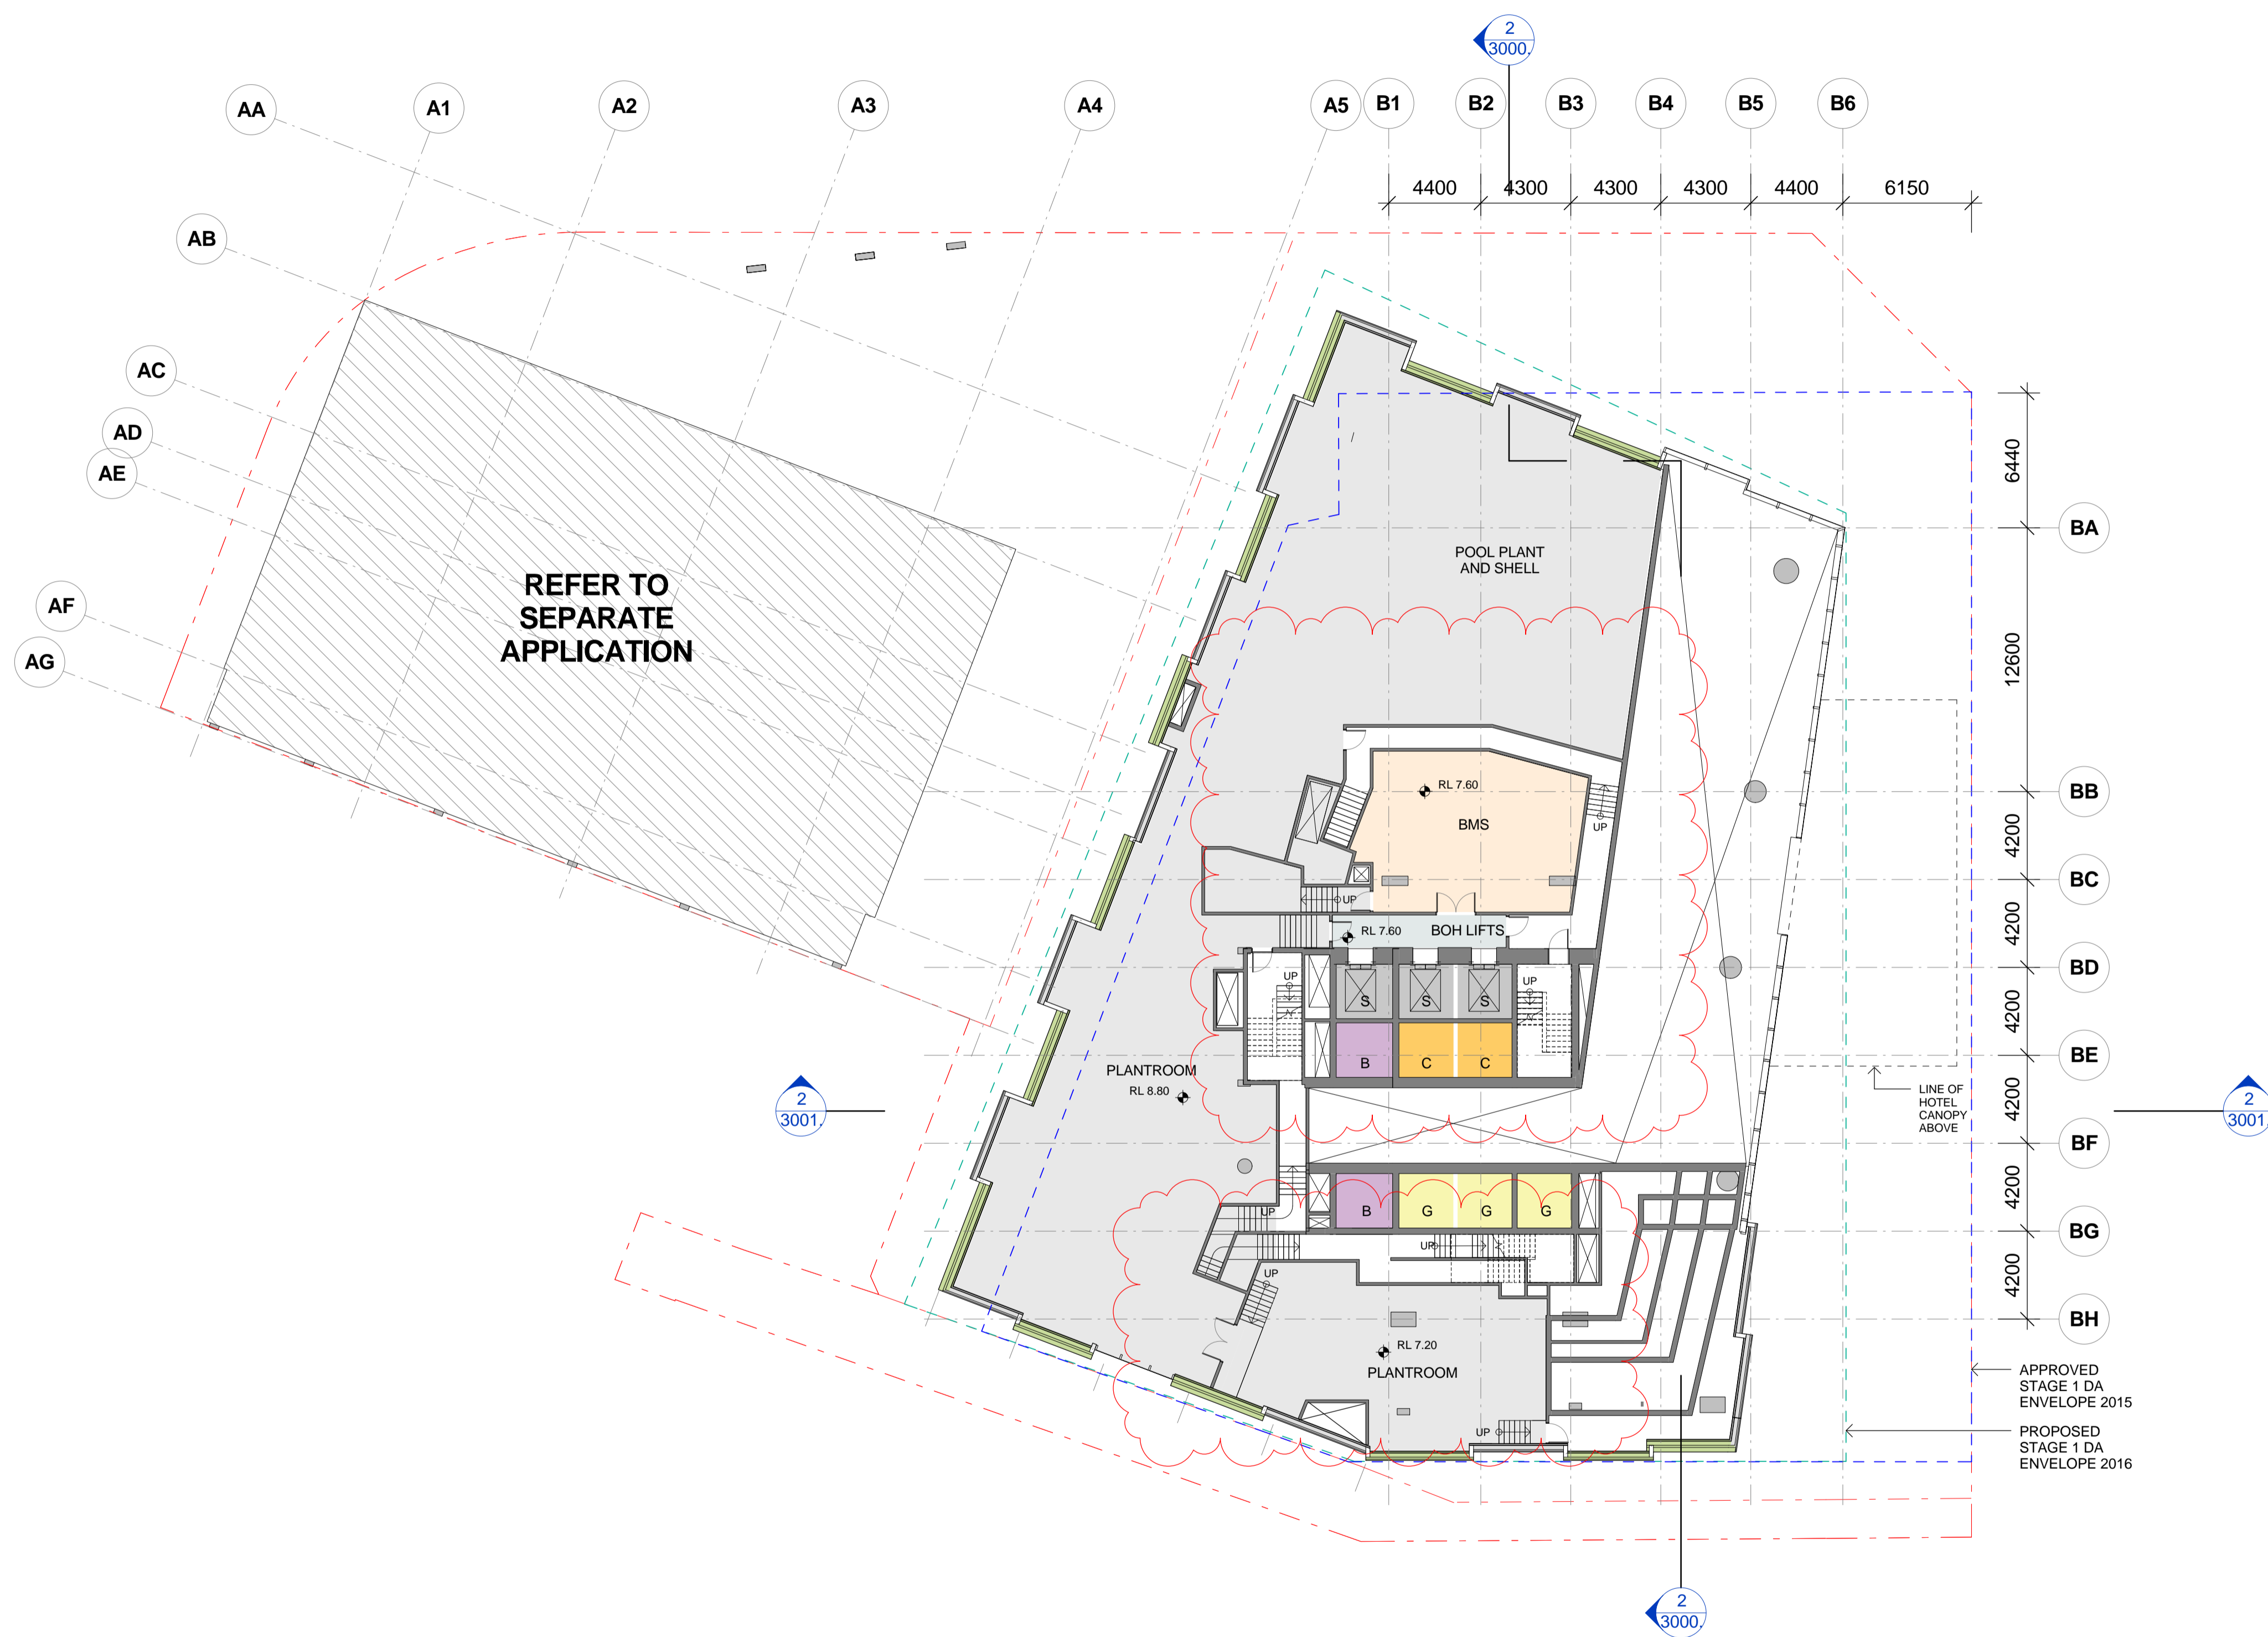 2
3000.
AA
A1
A2
A3
A4
A5
B1
B2
B3
B4
B5
B6
4400
4300
4300
4300
4400
6150
AB
AC
AD
AE
AF
AG
REFER TO
SEPARATE
APPLICATION
6440
BA
POOL PLANT
AND SHELL
12600
RL 7.60
BB
BMS
UP
4200
BC
UP
RL 7.60
BOH LIFTS
4200
BD
UP
S
S
S
UP
4200
B
C
C
BE
PLANTROOM
RL 8.80
LINE OF
HOTEL
CANOPY
ABOVE
4200
2
3001.
2
3001.
BF
4200
UP
B
G
G
G
BG
UP
UP
4200
BH
RL 7.20
PLANTROOM
APPROVED
STAGE 1 DA
ENVELOPE 2015
UP
PROPOSED
STAGE 1 DA
ENVELOPE 2016
2
3000.